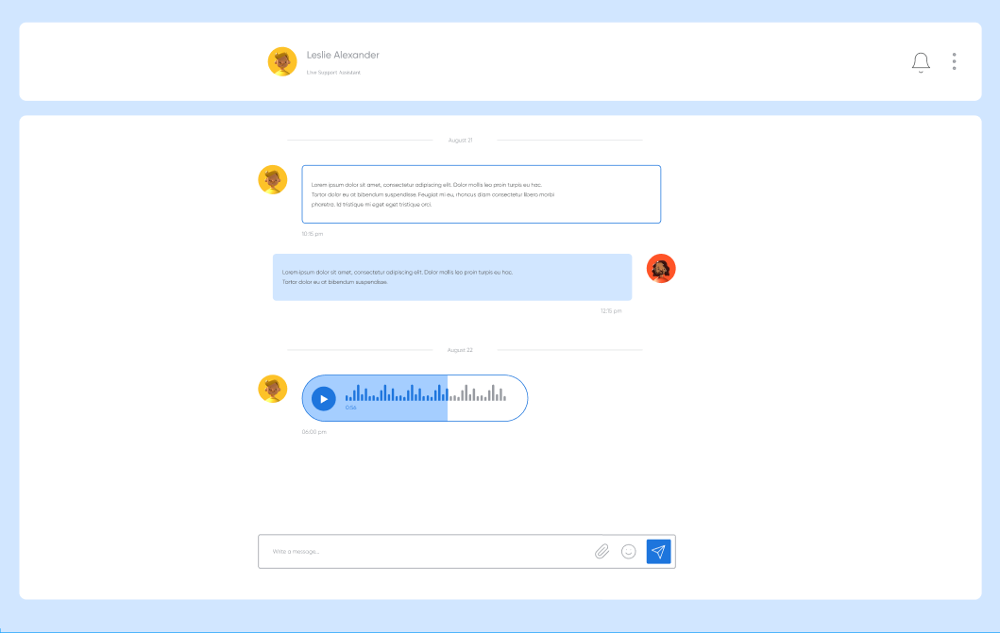 Leslie Alexander
Live Support Assistant
August 21
Lorem ipsum dolor sit amet, consectetur adipiscing elit. Dolor mollis leo proin turpis eu hac.
Tortor dolor eu at bibendum suspendisse. Feugiat mi eu, rhoncus diam consectetur libero morbi
pharetra. Id tristique mi eget eget tristique orci.
10:15 pm
Lorem ipsum dolor sit amet, consectetur adipiscing elit. Dolor mollis leo proin turpis eu hac.
Tortor dolor eu at bibendum suspendisse.
12:15 pm
August 22
0:56
06:00 pm
Write a message...